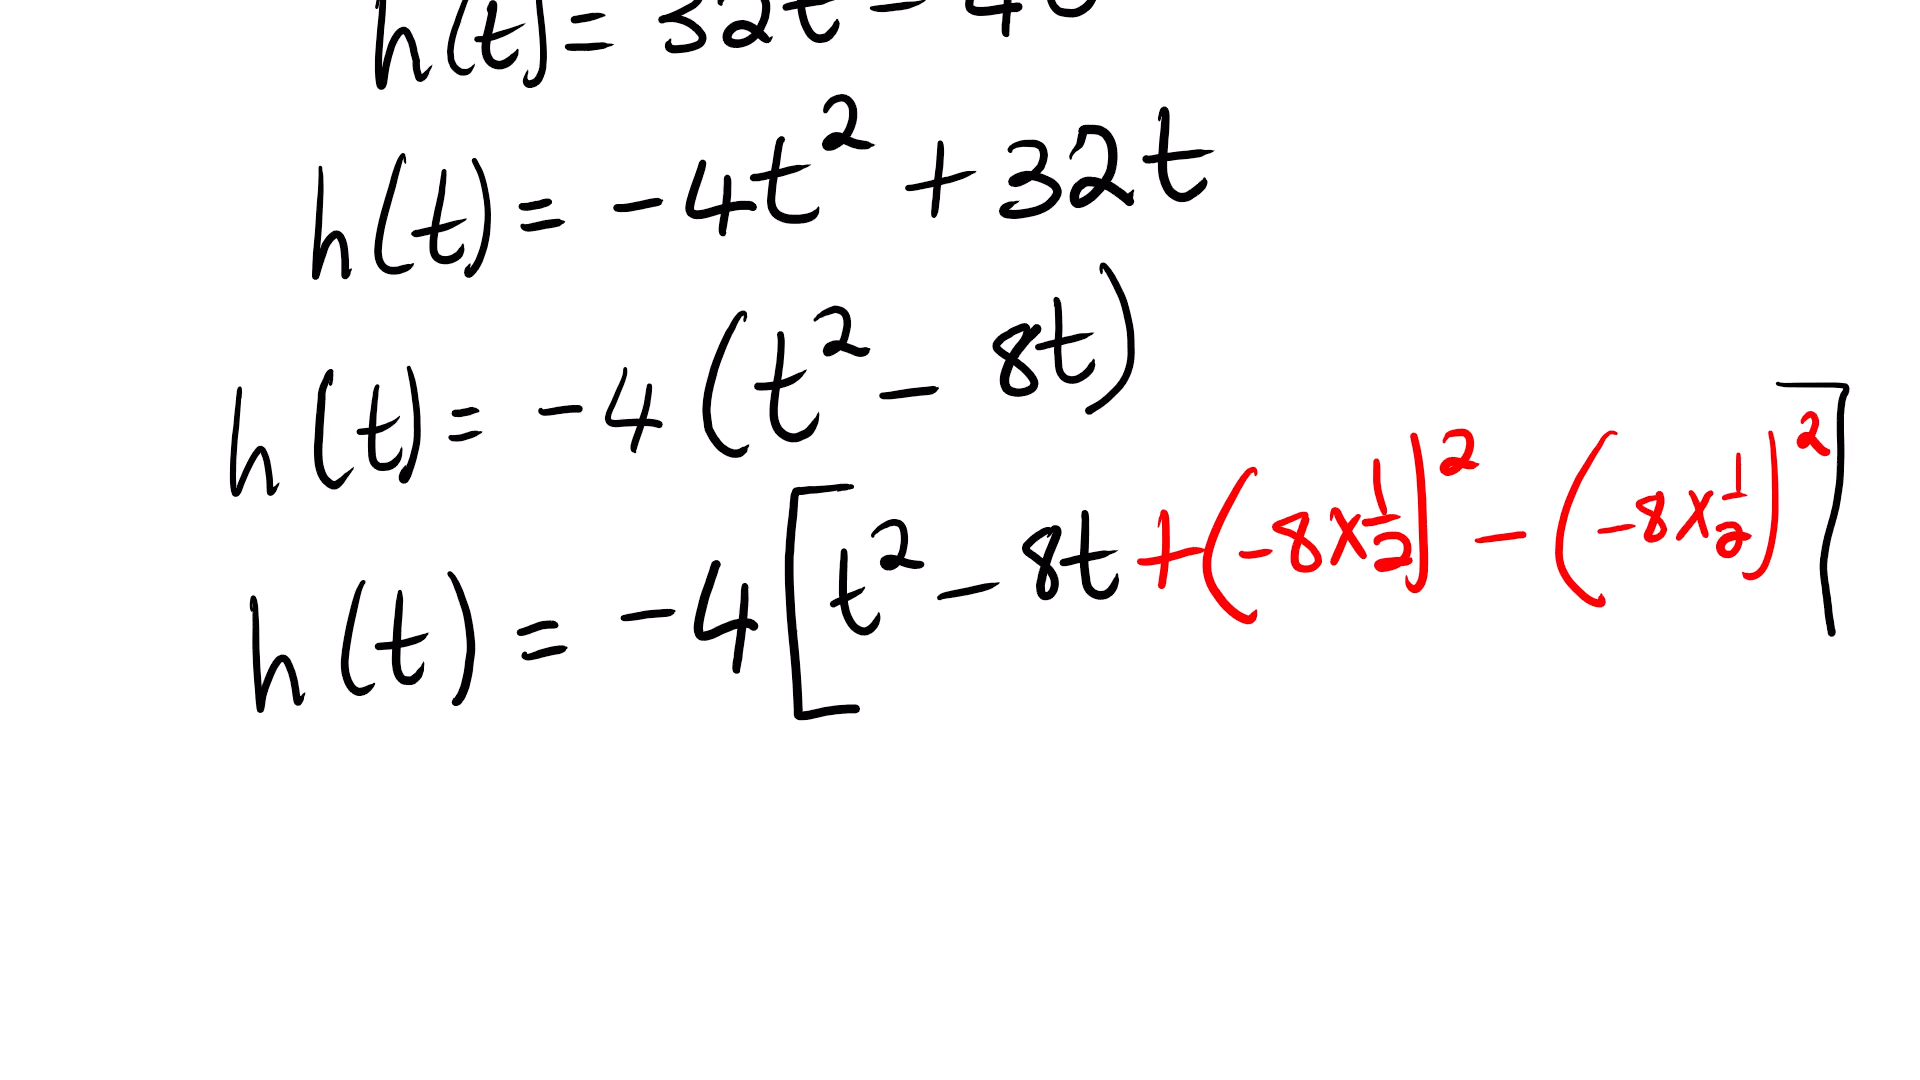 h(t) = 32t - 4t
h(t) = -4t² + 32t
h(t) = -4(t² - 8t)
h(t) = -4[t² - 8t + (-8×1/2)² - (-8×1/2)²]